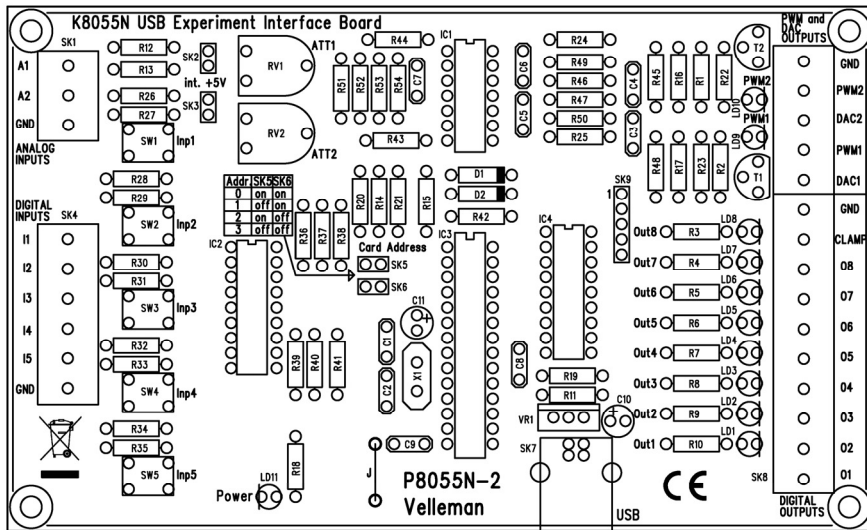 K8055N USB Experiment Interface Board
SK1
A1
A2
GND
ANALOG
INPUTS
R12
R13
R26
R27
SK2
int. +5V
SK3
RV1
ATT1
RV2
ATT2
R44
R51
R52
R53
R54
C7
R43
IC1
C6
C5
R24
R49
R46
R47
R50
R25
C4
C3
R45
R16
R1
R22
R48
R17
R23
R2
T2
PWM2
LD10
PWM1
LD9
T1
PWM and
DAC
OUTPUTS
PWM2
DAC2
PWM1
DAC1
SW1
Inp1
R28
R29
SW2
Inp2
R30
R31
SW3
Inp3
R32
R33
SW4
Inp4
R34
R35
SW5
Inp5
DIGITAL
INPUTS
SK4
I1
I2
I3
I4
I5
GND
Addr. SK5 SK6
0 on on
1 off on
2 on off
3 off off
IC2
R36
R37
R38
Card Address
SK5
SK6
R20
R14
R21
R15
D1
D2
R42
IC3
IC4
SK9
1
C11
C1
C2
X1
R39
R40
R41
C8
R19
R11
VR1
C10
SK7
USB
C9
J
R18
LD11
Power
P8055N-2
Velleman
CE
Out8
R3
LD8
Out7
R4
LD7
Out6
R5
LD6
Out5
R6
LD5
Out4
R7
LD4
Out3
R8
LD3
Out2
R9
LD2
Out1
R10
LD1
GND
CLAMP
O8
O7
O6
O5
O4
O3
O2
O1
SK8
DIGITAL
OUTPUTS